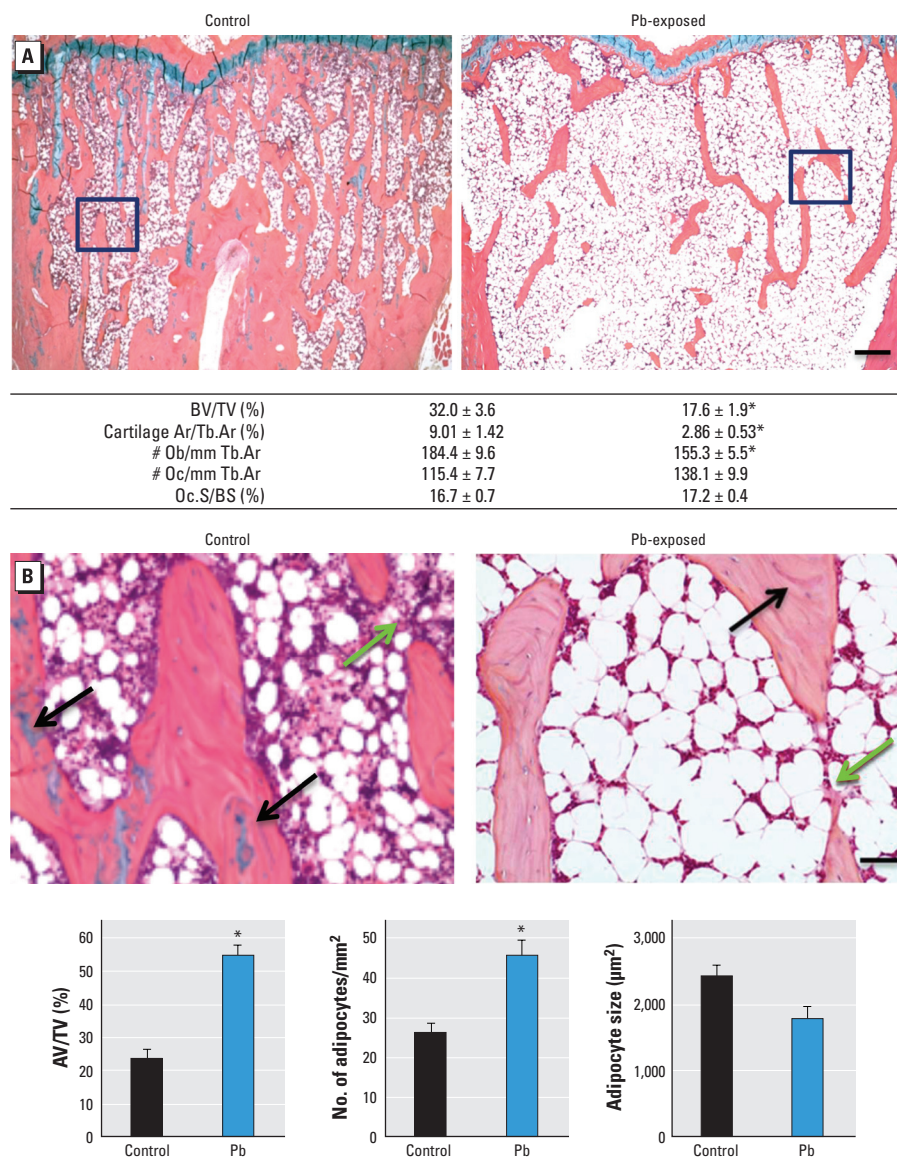 Control Pb-exposed
A
BV/TV (%) 32.0 ± 3.6 17.6 ± 1.9*
Cartilage Ar/Tb.Ar (%) 9.01 ± 1.42 2.86 ± 0.53*
# Ob/mm Tb.Ar 184.4 ± 9.6 155.3 ± 5.5*
# Oc/mm Tb.Ar 115.4 ± 7.7 138.1 ± 9.9
Oc.S/BS (%) 16.7 ± 0.7 17.2 ± 0.4
Control Pb-exposed
B
AV/TV (%)
60
50
40
30
20
10
0
*
Control Pb
No. of adipocytes/mm²
50
40
30
20
10
0
*
Control Pb
Adipocyte size (µm²)
3,000
2,000
1,000
0
Control Pb